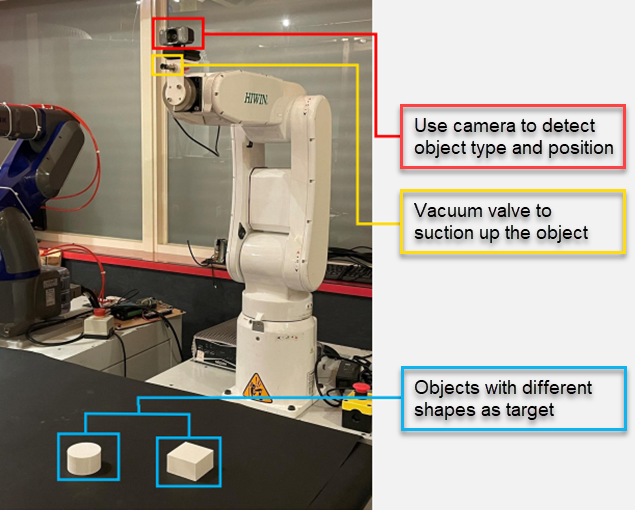 HIWIN.
Use camera to detect
object type and position
Vacuum valve to
suction up the object
Objects with different
shapes as target